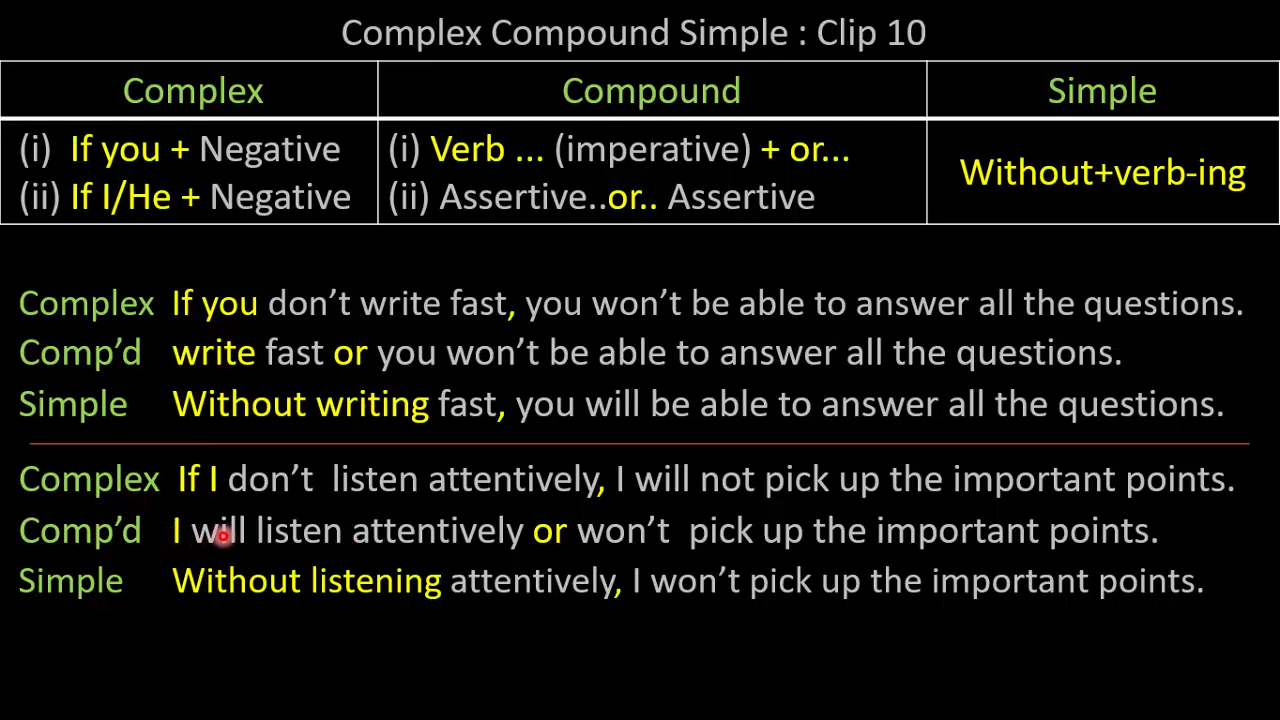 Complex Compound Simple : Clip 10
Complex Compound Simple
(i) If you + Negative (i) Verb ... (imperative) + or...
Without+verb-ing
(ii) If I/He + Negative (ii) Assertive..or.. Assertive
Complex If you don’t write fast, you won’t be able to answer all the questions.
Comp’d write fast or you won’t be able to answer all the questions.
Simple Without writing fast, you will be able to answer all the questions.
Complex If I don’t listen attentively, I will not pick up the important points.
Comp’d I will listen attentively or won’t pick up the important points.
Simple Without listening attentively, I won’t pick up the important points.